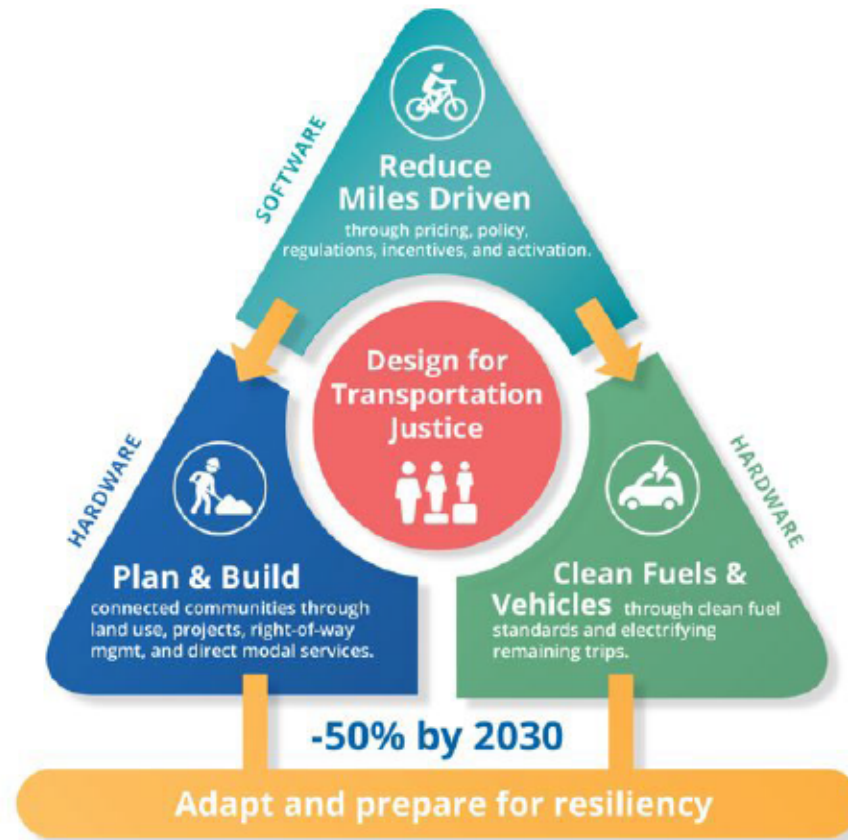 SOFTWARE
Reduce
Miles Driven
through pricing, policy,
regulations, incentives, and activation.
Design for
Transportation
Justice
HARDWARE
Plan & Build
connected communities through
land use, projects, right-of-way
mgmt, and direct modal services.
HARDWARE
Clean Fuels &
Vehicles through clean fuel
standards and electrifying
remaining trips.
-50% by 2030
Adapt and prepare for resiliency